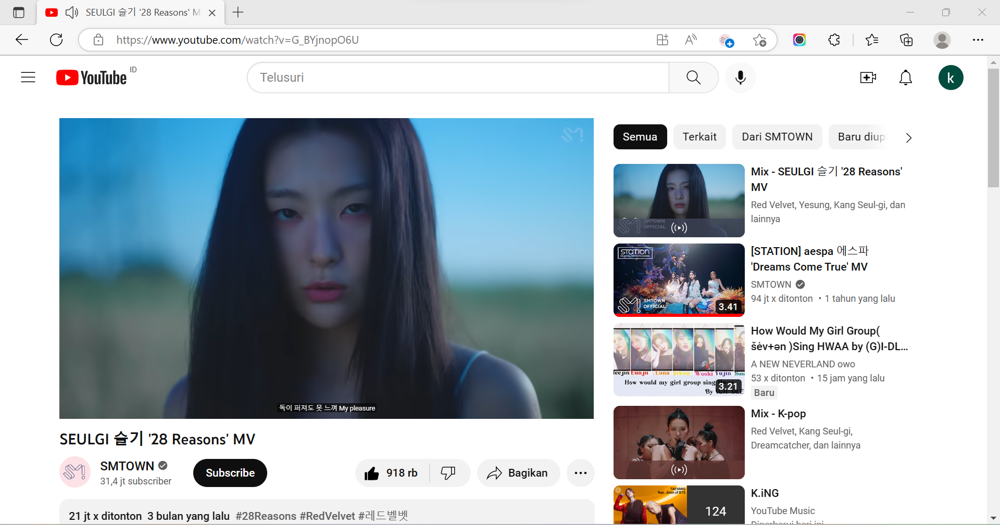 SEULGI 슬기 '28 Reasons' M
https://www.youtube.com/watch?v=G_BYjnopO6U
YouTube ID
Telusuri
k
독이 퍼져도 못 느껴 My pleasure
SEULGI 슬기 '28 Reasons' MV
SMTOWN
31,4 jt subscriber
Subscribe
918 rb
Bagikan
21 jt x ditonton 3 bulan yang lalu #28Reasons #RedVelvet #레드벨벳
Semua
Terkait
Dari SMTOWN
Baru diup
SMTOWN
OFFICIAL
Mix - SEULGI 슬기 '28 Reasons'
MV
Red Velvet, Yesung, Kang Seul-gi, dan
lainnya
STATION
SMTOWN
OFFICIAL
3.41
[STATION] aespa 에스파
'Dreams Come True' MV
SMTOWN
94 jt x ditonton • 1 tahun yang lalu
Eunju Luna Jiwon Wooki Yujin
How would my girl group sing
By (G)I-DLE
3.21
How Would My Girl Group(
šėv+ən )Sing HWAA by (G)I-DL...
A NEW NEVERLAND owo
53 x ditonton • 15 jam yang lalu
Baru
Mix - K-pop
Red Velvet, Kang Seul-gi,
Dreamcatcher, dan lainnya
TAEYANG
feat. Jimin of BTS
124
K.iNG
YouTube Music